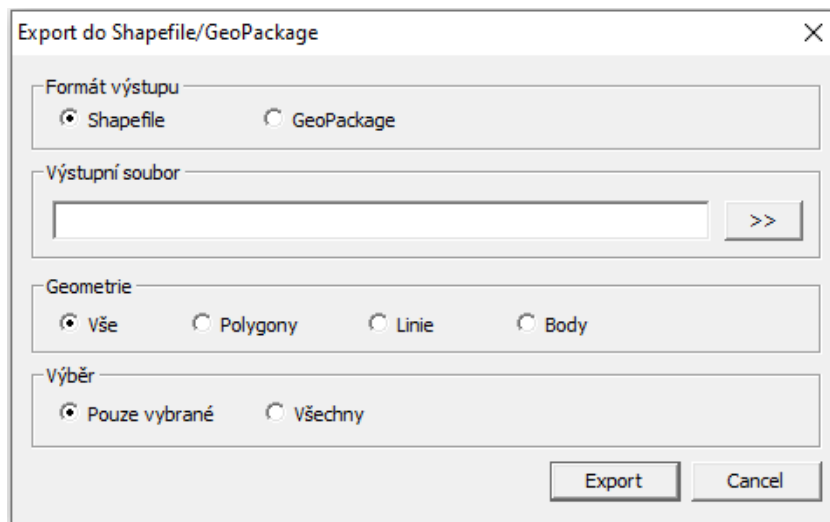 Export do Shapefile/GeoPackage
Formát výstupu
Shapefile GeoPackage
Výstupní soubor
>>
Geometrie
Vše Polygony Linie Body
Výběr
Pouze vybrané Všechny
Export Cancel